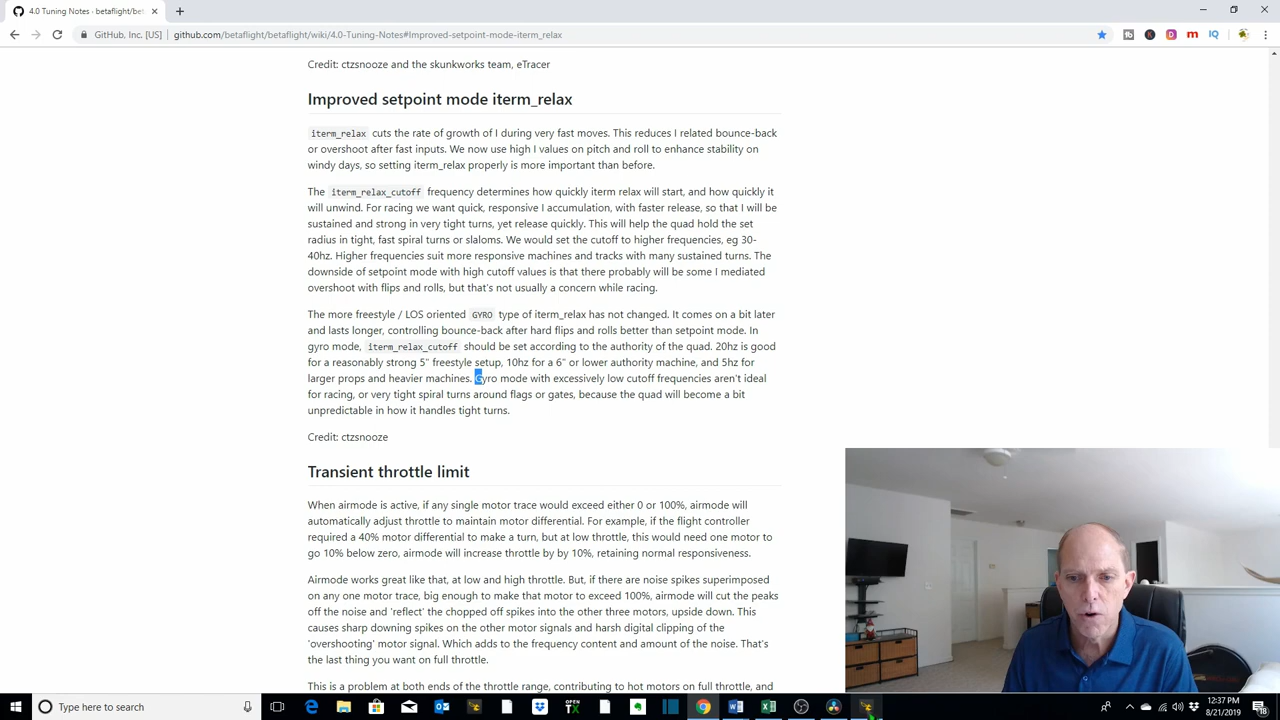 4.0 Tuning Notes
GitHub, Inc. [US]
github.com/betaflight/betaflight/wiki/4.0-Tuning-Notes#Improved-setpoint-mode-iterm_relax
Credit: ctzsnooze and the skunkworks team, eTracer
Improved setpoint mode iterm_relax
iterm_relax cuts the rate of growth of I during very fast moves. This reduces I related bounce-back
or overshoot after fast inputs. We now use high I values on pitch and roll to enhance stability on
windy days, so setting iterm_relax properly is more important than before.
The iterm_relax_cutoff frequency determines how quickly iterm relax will start, and how quickly it
will unwind. For racing we want quick, responsive I accumulation, with faster release, so that I will be
sustained and strong in very tight turns, yet release quickly. This will help the quad hold the set
radius in tight, fast spiral turns or slaloms. We would set the cutoff to higher frequencies, eg 30-
40hz. Higher frequencies suit more responsive machines and tracks with many sustained turns. The
downside of setpoint mode with high cutoff values is that there probably will be some I mediated
overshoot with flips and rolls, but that's not usually a concern while racing.
The more freestyle / LOS oriented GYRO type of iterm_relax has not changed. It comes on a bit later
and lasts longer, controlling bounce-back after hard flips and rolls better than setpoint mode. In
gyro mode, iterm_relax_cutoff should be set according to the authority of the quad. 20hz is good
for a reasonably strong 5" freestyle setup, 10hz for a 6" or lower authority machine, and 5hz for
larger props and heavier machines. Gyro mode with excessively low cutoff frequencies aren't ideal
for racing, or very tight spiral turns around flags or gates, because the quad will become a bit
unpredictable in how it handles tight turns.
Credit: ctzsnooze
Transient throttle limit
When airmode is active, if any single motor trace would exceed either 0 or 100%, airmode will
automatically adjust throttle to maintain motor differential. For example, if the flight controller
required a 40% motor differential to make a turn, but at low throttle, this would need one motor to
go 10% below zero, airmode will increase throttle by by 10%, retaining normal responsiveness.
Airmode works great like that, at low and high throttle. But, if there are noise spikes superimposed
on any one motor trace, big enough to make that motor to exceed 100%, airmode will cut the peaks
off the noise and 'reflect' the chopped off spikes into the other three motors, upside down. This
causes sharp downing spikes on the other motor signals and harsh digital clipping of the
'overshooting' motor signal. Which adds to the frequency content and amount of the noise. That's
the last thing you want on full throttle.
This is a problem at both ends of the throttle range, contributing to hot motors on full throttle, and
Type here to search
12:37 PM
8/21/2019
18